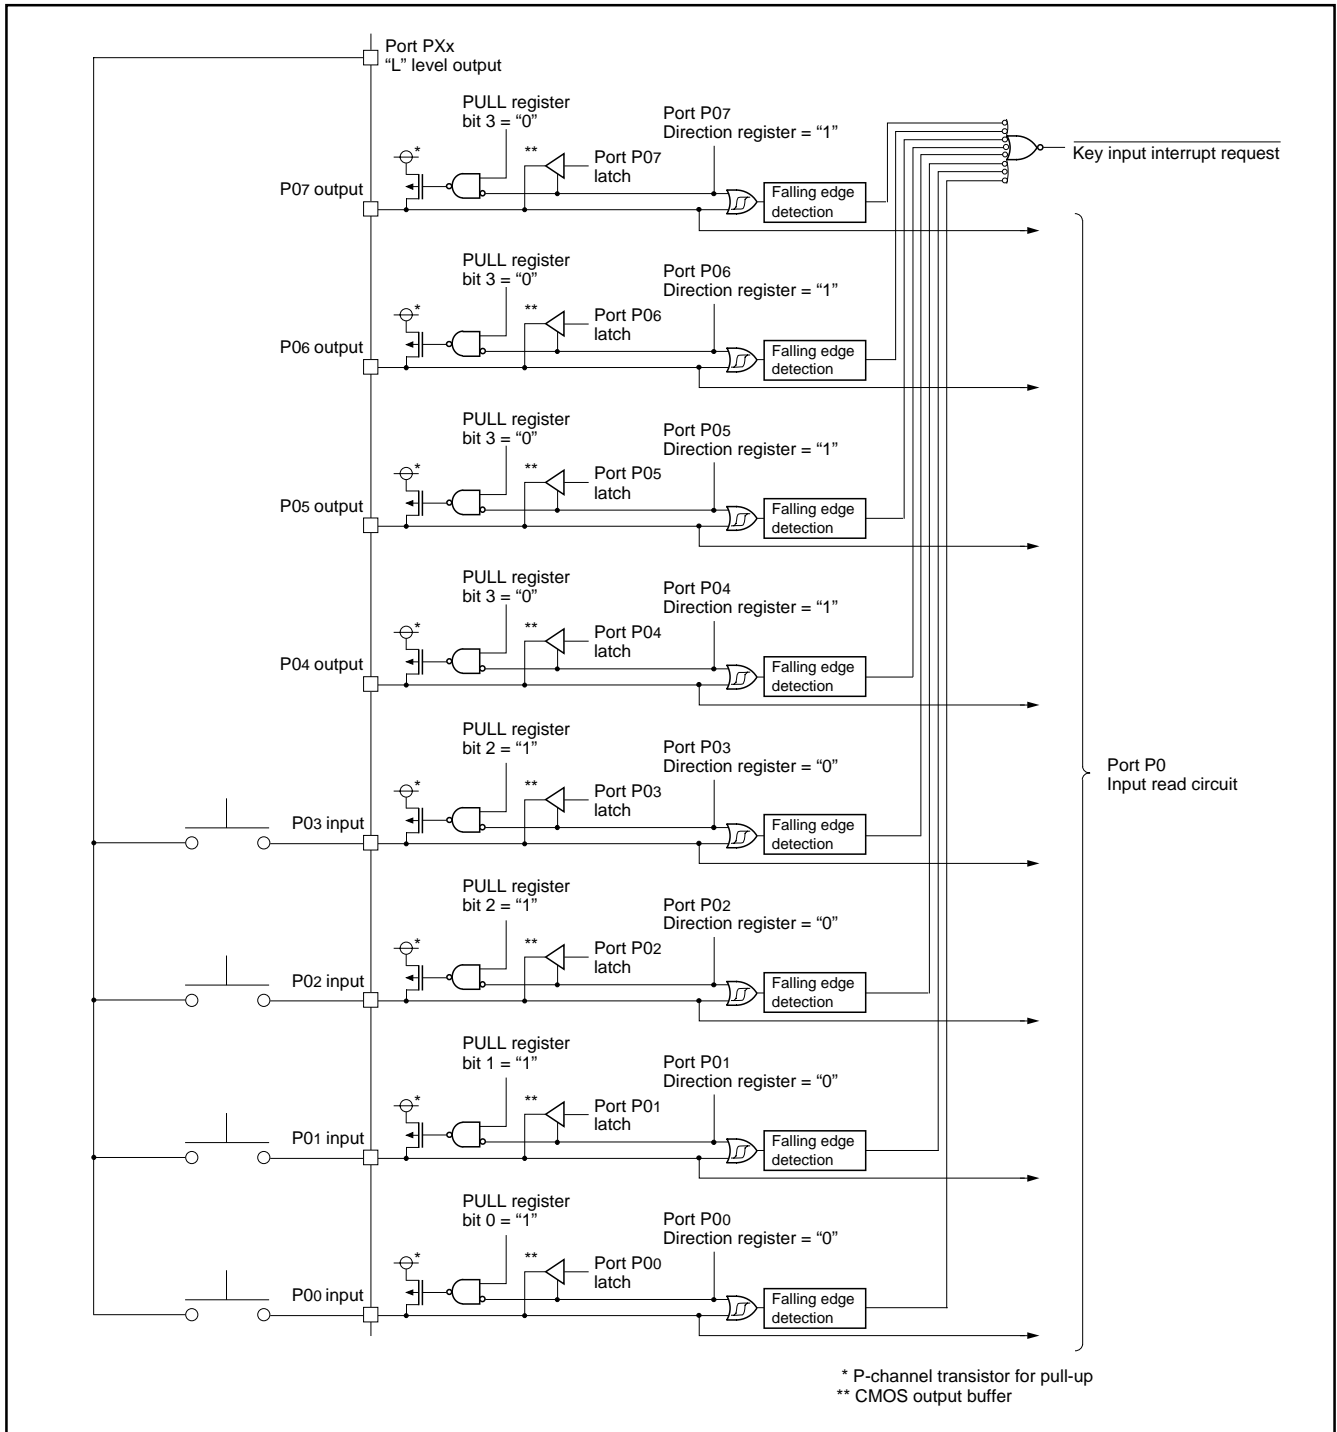 Port PXx
“L” level output
PULL register
bit 3 = “0”
Port P07
Direction register = “1”
*
**
Port P07
latch
P07 output
Falling edge
detection
Key input interrupt request
PULL register
bit 3 = “0”
Port P06
Direction register = “1”
*
**
Port P06
latch
P06 output
Falling edge
detection
PULL register
bit 3 = “0”
Port P05
Direction register = “1”
*
**
Port P05
latch
P05 output
Falling edge
detection
PULL register
bit 3 = “0”
Port P04
Direction register = “1”
*
**
Port P04
latch
P04 output
Falling edge
detection
PULL register
bit 2 = “1”
Port P03
Direction register = “0”
*
**
Port P03
latch
P03 input
Falling edge
detection
Port P0
Input read circuit
PULL register
bit 2 = “1”
Port P02
Direction register = “0”
*
**
Port P02
latch
P02 input
Falling edge
detection
PULL register
bit 1 = “1”
Port P01
Direction register = “0”
*
**
Port P01
latch
P01 input
Falling edge
detection
PULL register
bit 0 = “1”
Port P00
Direction register = “0”
*
**
Port P00
latch
P00 input
Falling edge
detection
* P-channel transistor for pull-up
** CMOS output buffer